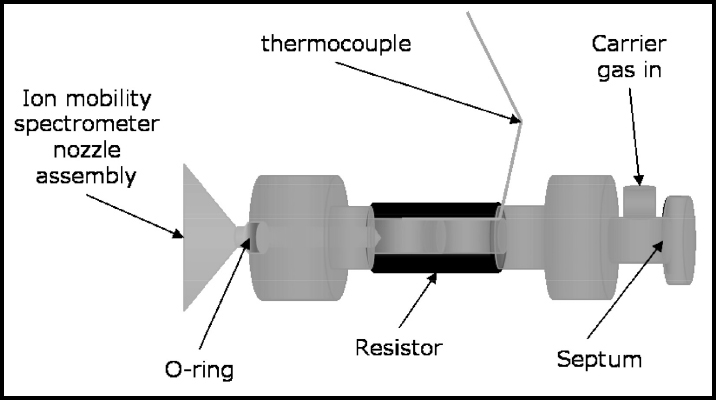 thermocouple
Carrier
gas in
Ion mobility
spectrometer
nozzle
assembly
O-ring
Resistor
Septum